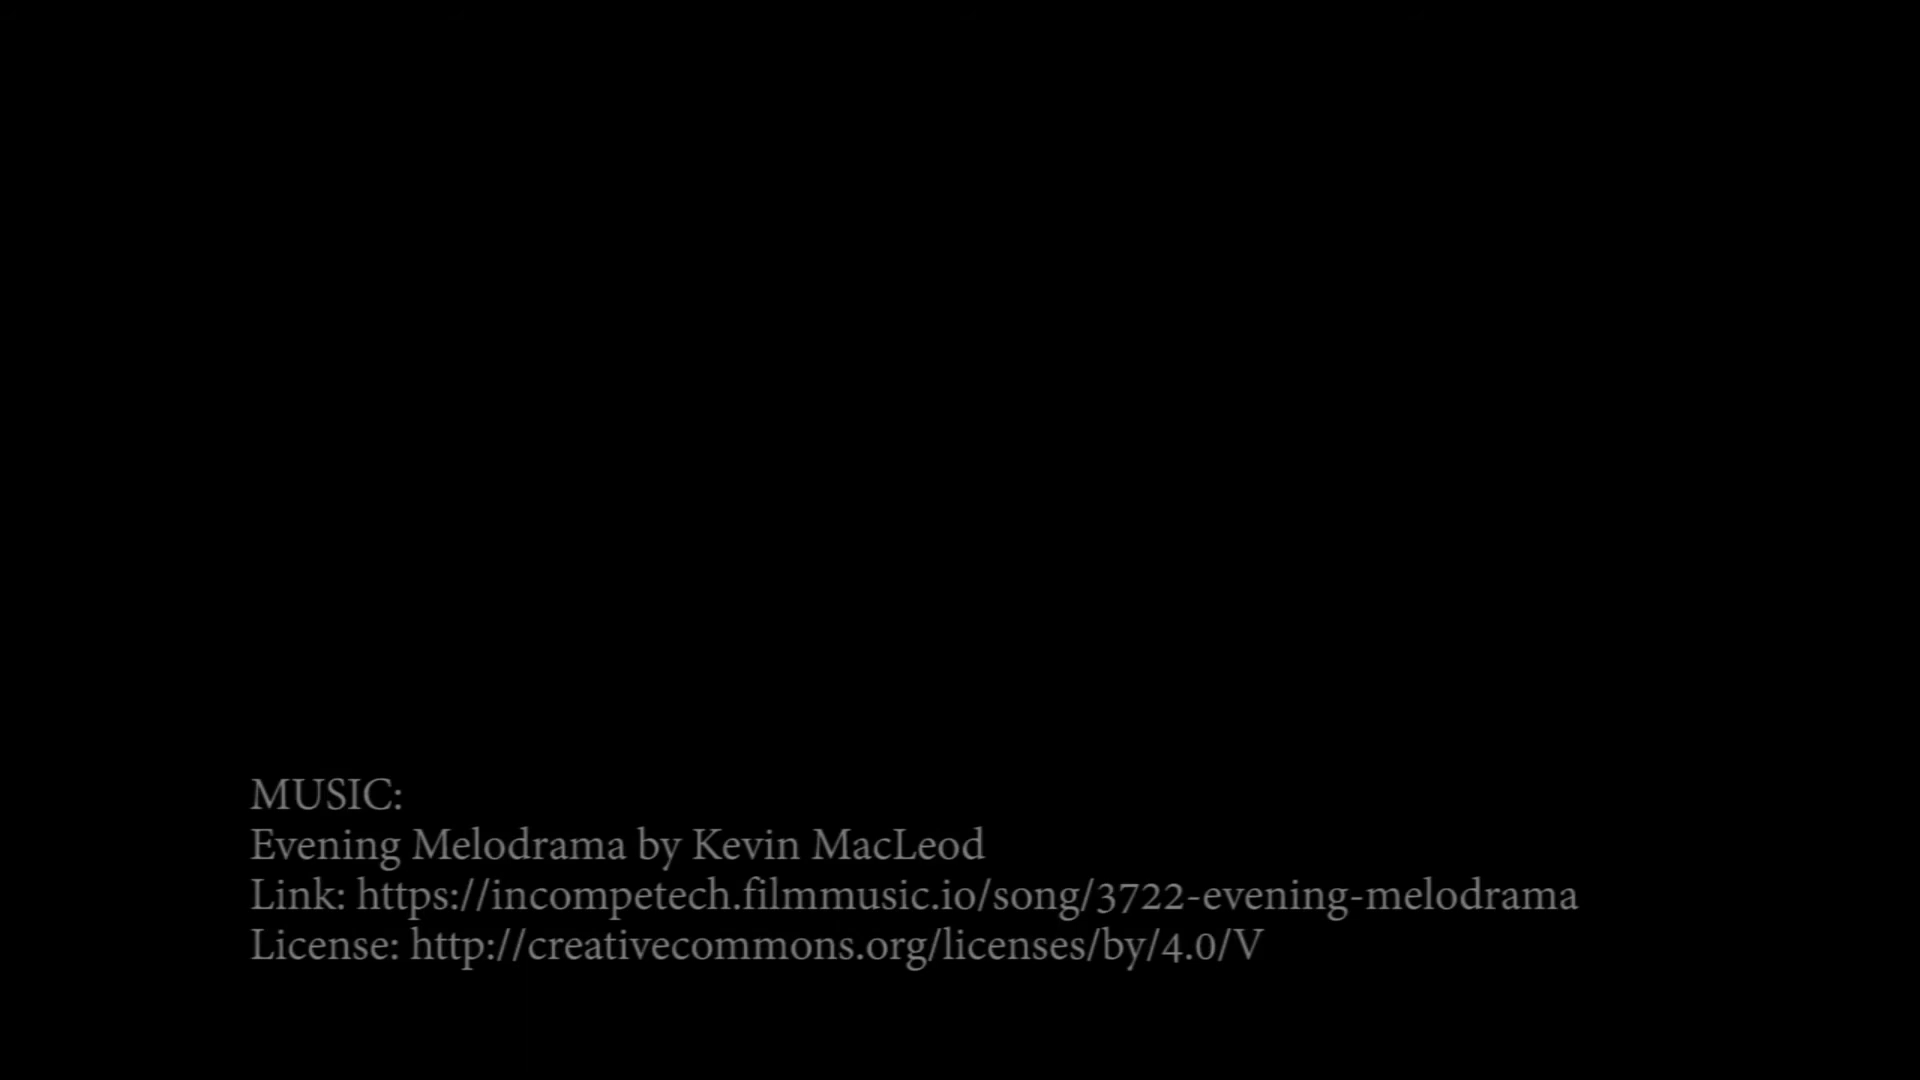 MUSIC:
Evening Melodrama by Kevin MacLeod
Link: https://incompetech.filmmusic.io/song/3722-evening-melodrama
License: http://creativecommons.org/licenses/by/4.0/V